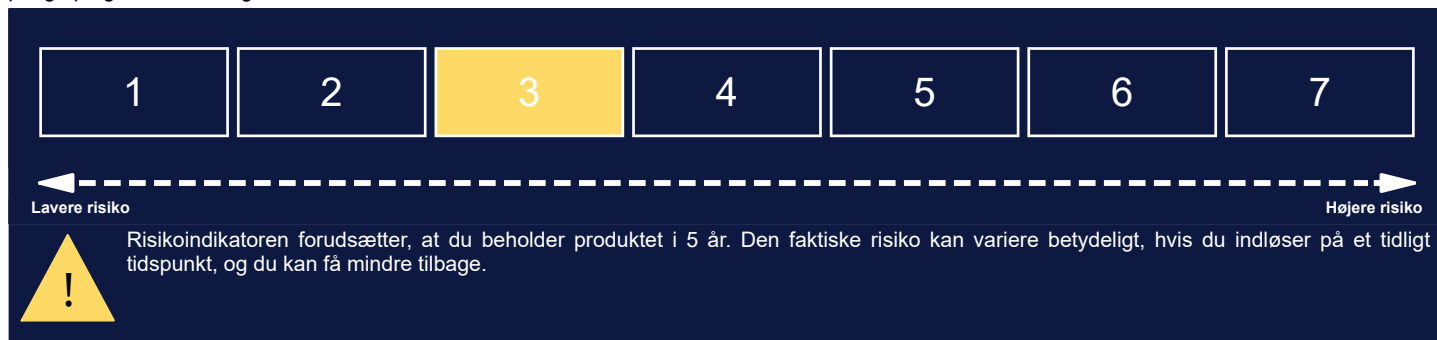 1 2 3 4 5 6 7
Lavere risiko Højere risiko
Risikoindikatoren forudsætter, at du beholder produktet i 5 år. Den faktiske risiko kan variere betydeligt, hvis du indløser på et tidligt
tidspunkt, og du kan få mindre tilbage.
!